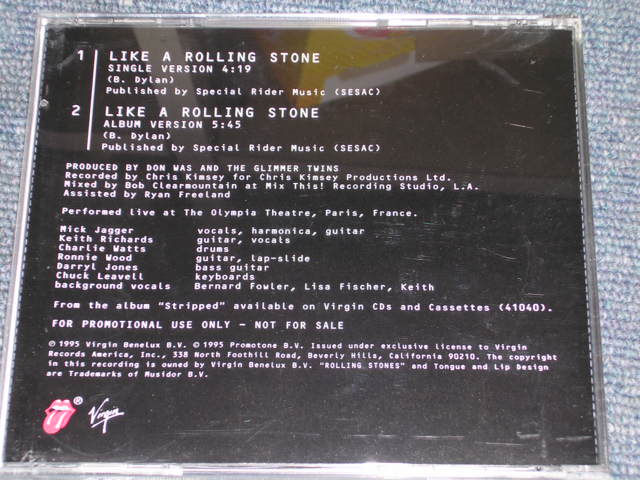 1 LIKE A ROLLING STONE
SINGLE VERSION 4:19
(B. Dylan)
Published by Special Rider Music (SESAC)
2 LIKE A ROLLING STONE
ALBUM VERSION 5:45
(B. Dylan)
Published by Special Rider Music (SESAC)
PRODUCED BY DON WAS AND THE GLIMMER TWINS
Recorded by Chris Kimsey for Chris Kimsey Productions Ltd.
Mixed by Bob Clearmountain at Mix This! Recording Studio, L.A.
Assisted by Ryan Freeland
Performed live at The Olympia Theatre, Paris, France.
Mick Jagger vocals, harmonica, guitar
Keith Richards guitar, vocals
Charlie Watts drums
Ronnie Wood guitar, lap-slide
Darryl Jones bass guitar
Chuck Leavell keyboards
background vocals Bernard Fowler, Lisa Fischer, Keith
From the album "Stripped" available on Virgin CDs and Cassettes (41040).
FOR PROMOTIONAL USE ONLY – NOT FOR SALE
℗ 1995 Virgin Benelux B.V. © 1995 Promotone B.V. Issued under exclusive license to Virgin
Records America, Inc., 338 North Foothill Road, Beverly Hills, California 90210. The copyright
in this recording is owned by Virgin Benelux B.V. "ROLLING STONES" and Tongue and Lip Design
are Trademarks of Musidor B.V.
® Virgin